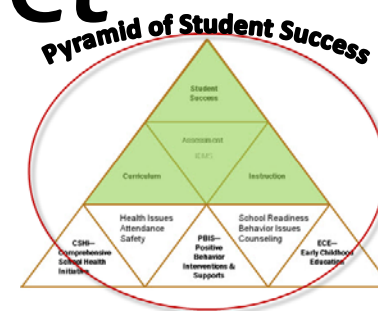 Pyramid of Student Success
Student
Success
Assessment
Curriculum
Instruction
Health Issues
Attendance
Safety
School Readiness
Behavior Issues
Counseling
CSHI--
Comprehensive
School Health
Initiative
PBIS--
Positive
Behavior
Interventions &
Supports
ECE--
Early Childhood
Education